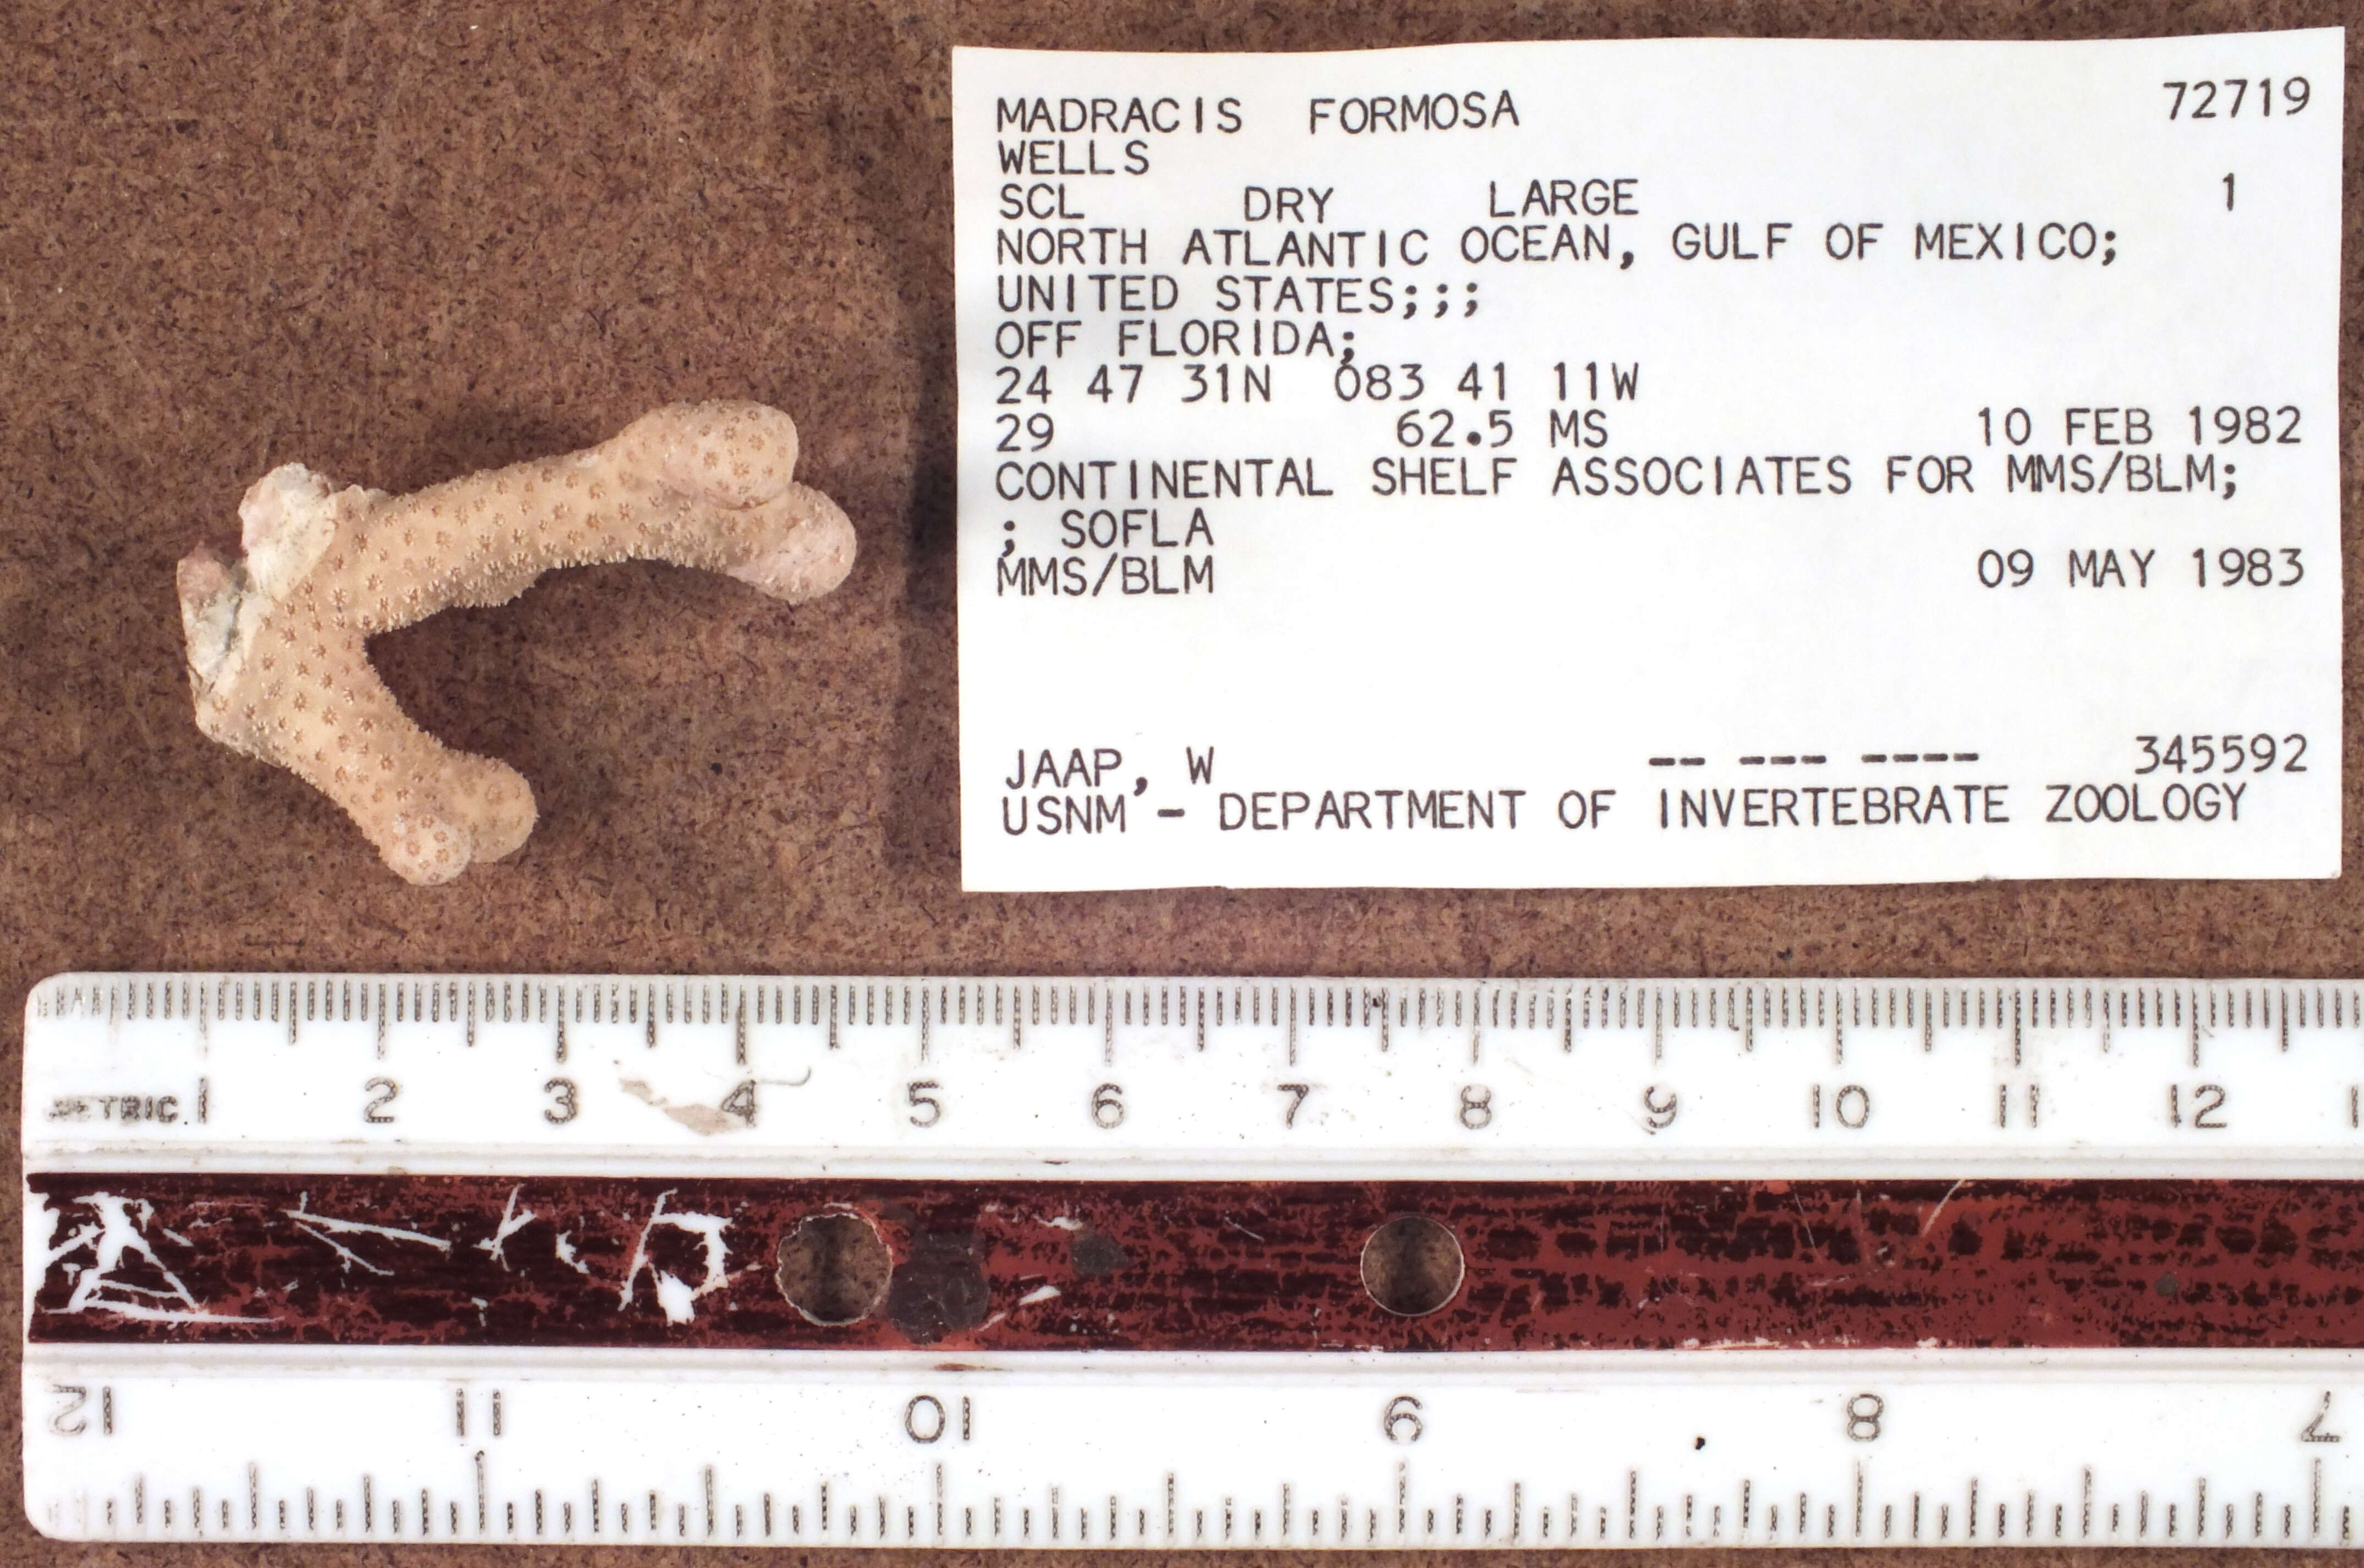 MADRACIS FORMOSA 72719
WELLS
SCL DRY LARGE 1
NORTH ATLANTIC OCEAN, GULF OF MEXICO;
UNITED STATES;;;
OFF FLORIDA;
24 47 31N 083 41 11W
29 62.5 MS 10 FEB 1982
CONTINENTAL SHELF ASSOCIATES FOR MMS/BLM;
; SOFLA
MMS/BLM 09 MAY 1983
JAAP, W -- --- ---- 345592
USNM - DEPARTMENT OF INVERTEBRATE ZOOLOGY
1 2 3 4 5 6 7 8 9 10 11 12
12 11 10 9 8 7